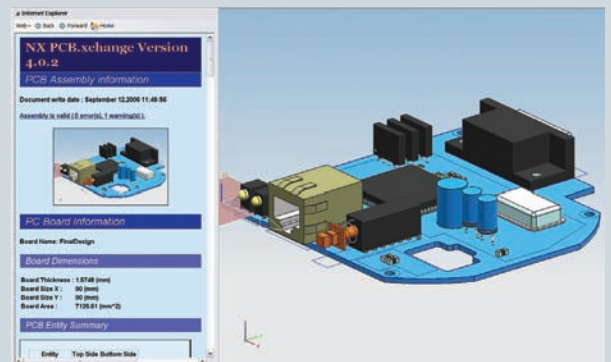 Internet Explorer
Web Back Forward Home
NX PCB.xchange Version
4.0.2
PCB Assembly information
Document write date : September 12,2006 11:49:56
Assembly is valid ( 0 error(s), 1 warning(s) ).
PC Board Information
Board Name: FinalDesign
Board Dimensions
Board Thickness : 1.5748 (mm)
Board Size X : 90 (mm)
Board Size Y : 90 (mm)
Board Area : 7126.61 (mm^2)
PCB Entity Summary
Entity Top Side Bottom Side